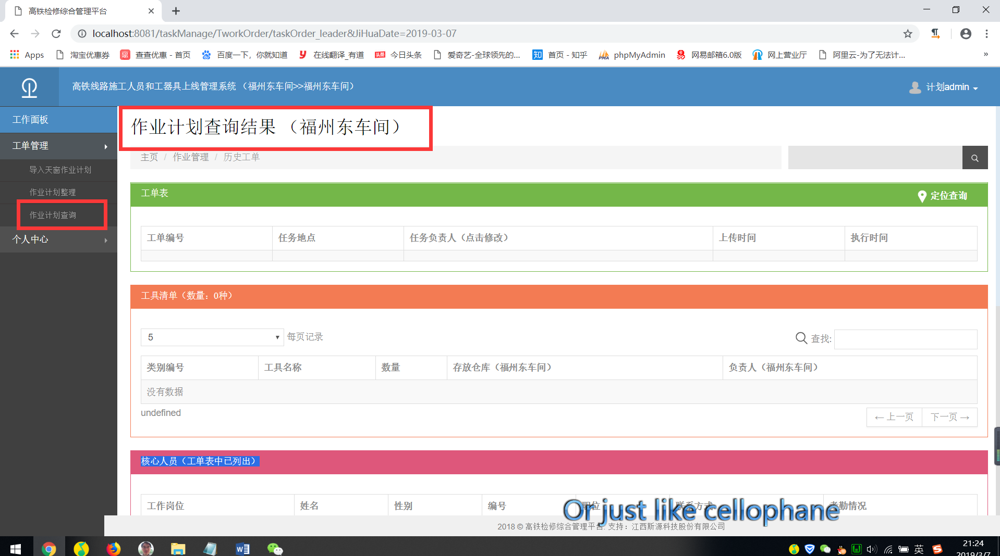 高铁检修综合管理平台
localhost:8081/taskManage/TworkOrder/taskOrder_leader&JiHuaDate=2019-03-07
Apps 淘宝优惠券 惠 查查优惠 - 首页 百度一下，你就知道 y 在线翻译_有道 头条 今日头条 爱奇艺-全球领先的... 知 首页 - 知乎 PMA phpMyAdmin 网易邮箱6.0版 网上营业厅 阿里云-为了无法计... »
高铁线路施工人员和工器具上线管理系统 （福州东车间>>福州东车间）
计划admin
工作面板
工单管理
导入天窗作业计划
作业计划整理
作业计划查询
个人中心
作业计划查询结果 （福州东车间）
主页 / 作业管理 / 历史工单
工单表
定位查询
工单编号 任务地点 任务负责人（点击修改） 上传时间 执行时间
工具清单（数量：0种）
5 每页记录
查找:
类别编号 工具名称 数量 存放仓库（福州东车间） 负责人（福州东车间）
没有数据
undefined
← 上一页 下一页 →
核心人员（工单表中已列出）
工作岗位 姓名 性别 编号 职位 联系方式 考勤情况
Or just like cellophane
2018 © 高铁检修综合管理平台. 支持：江西斯源科技股份有限公司
英
21:24
2019/3/7